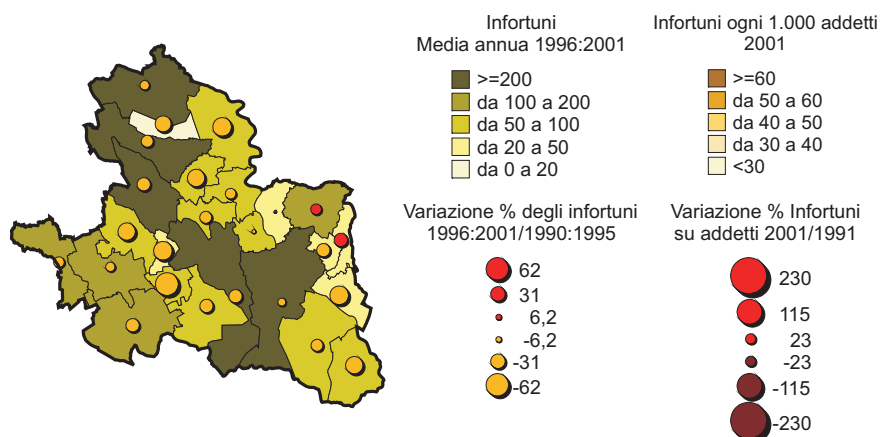 Infortuni
Media annua 1996:2001
>=200
da 100 a 200
da 50 a 100
da 20 a 50
da 0 a 20
Infortuni ogni 1.000 addetti
2001
>=60
da 50 a 60
da 40 a 50
da 30 a 40
<30
Variazione % degli infortuni
1996:2001/1990:1995
62
31
6,2
-6,2
-31
-62
Variazione % Infortuni
su addetti 2001/1991
230
115
23
-23
-115
-230